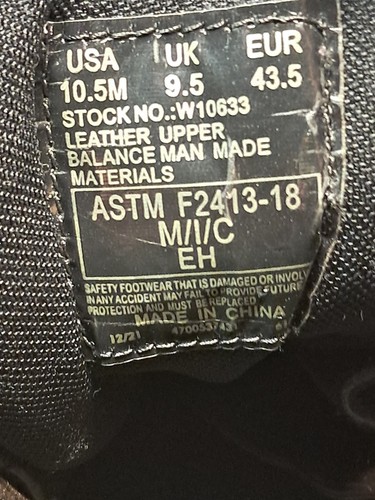 USA UK EUR
10.5M 9.5 43.5
STOCK NO.:W10633
LEATHER UPPER
BALANCE MAN MADE
MATERIALS
ASTM F2413-18
M/I/C
EH
SAFETY FOOTWEAR THAT IS DAMAGED OR INVOLV
IN ANY ACCIDENT MAY FAIL TO PROVIDE FUTURE
PROTECTION AND MUST BE REPLACED
MADE IN CHINA
12/21